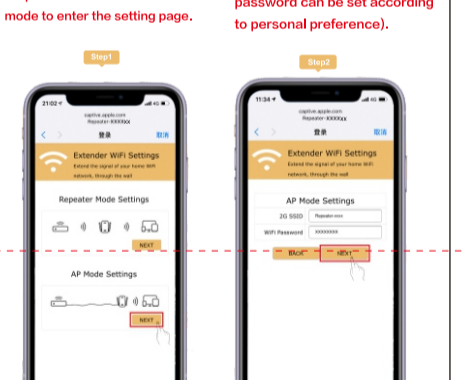 mode to enter the setting page.
password can be set according
to personal preference).
Step1
21:02
4G
captive.apple.com
Repeater-XXXXXX
登录
取消
Extender WiFi Settings
Extend the signal of your home WiFi
network, through the wall
Repeater Mode Settings
NEXT
AP Mode Settings
NEXT
Step2
11:34
4G
captive.apple.com
Repeater-XXXXXX
登录
取消
Extender WiFi Settings
Extend the signal of your home WiFi
network, through the wall
AP Mode Settings
2G SSID
Repeater-xxxx
WiFi Password
XXXXXXXX
BACK
NEXT